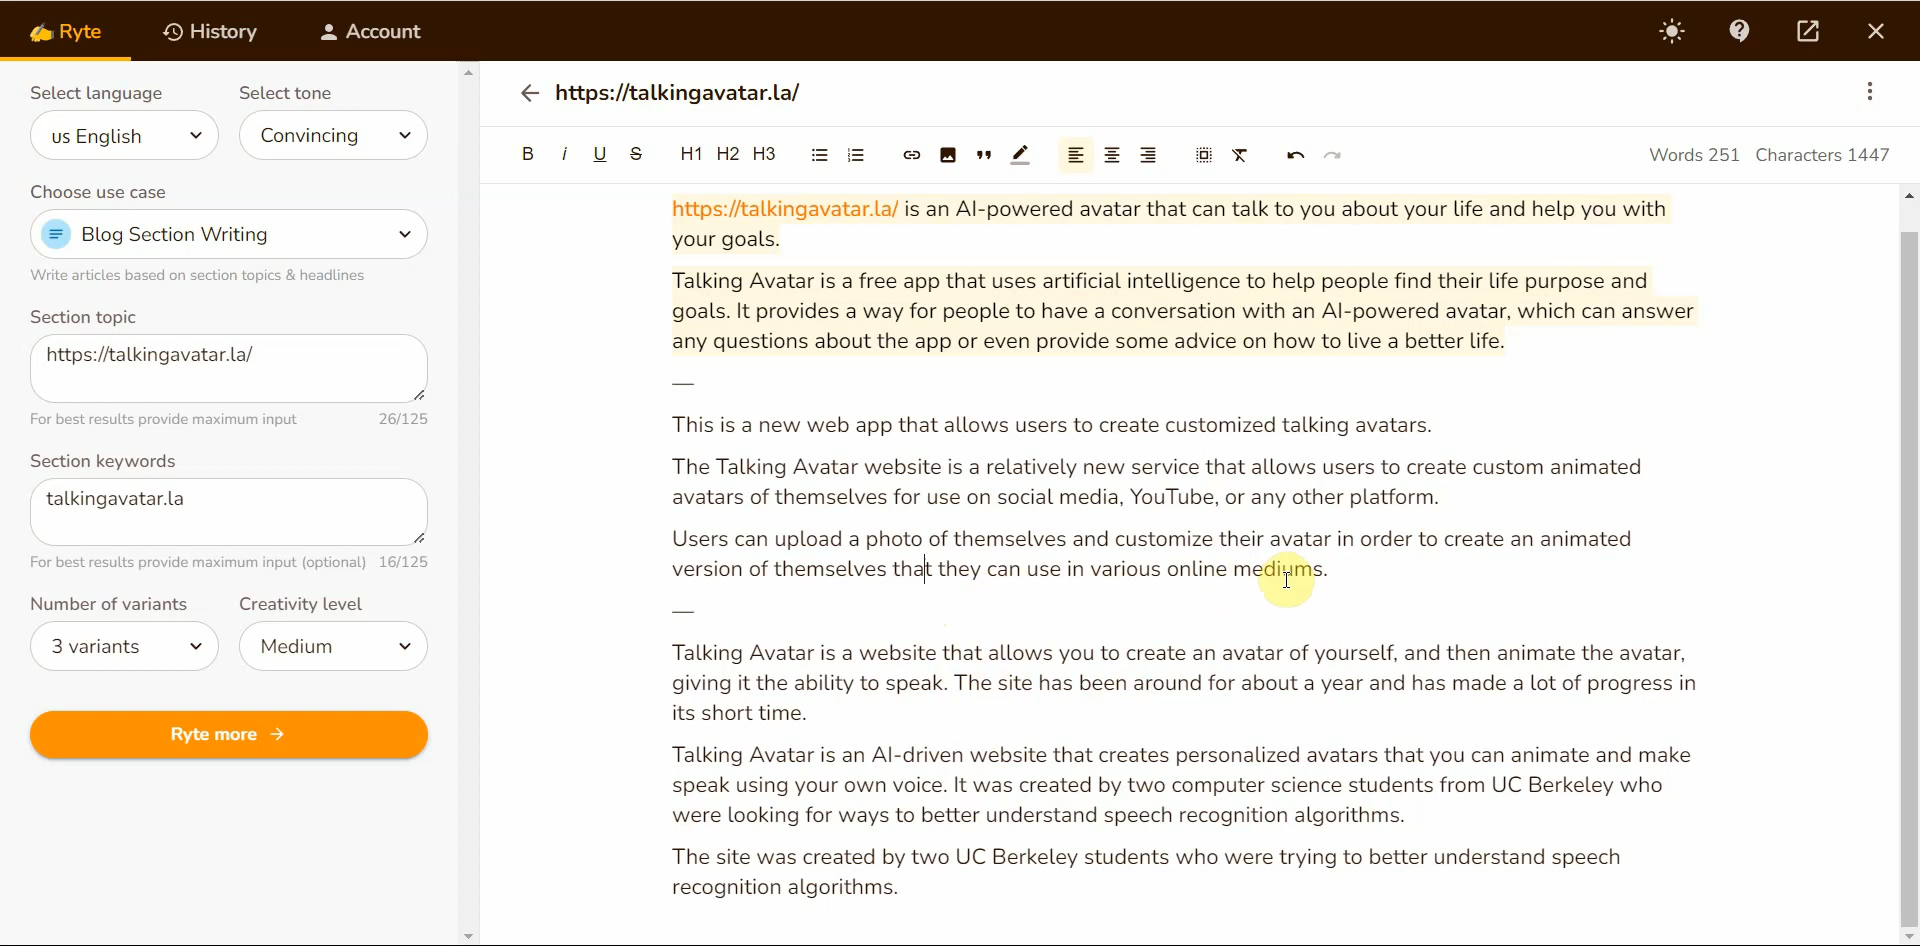 Ryte
History
Account
Select language
Select tone
us English
Convincing
Choose use case
Blog Section Writing
Write articles based on section topics & headlines
Section topic
https://talkingavatar.la/
For best results provide maximum input 26/125
Section keywords
talkingavatar.la
For best results provide maximum input (optional) 16/125
Number of variants
Creativity level
3 variants
Medium
Ryte more →
← https://talkingavatar.la/
B i U S H1 H2 H3
Words 251 Characters 1447
https://talkingavatar.la/ is an AI-powered avatar that can talk to you about your life and help you with
your goals.
Talking Avatar is a free app that uses artificial intelligence to help people find their life purpose and
goals. It provides a way for people to have a conversation with an AI-powered avatar, which can answer
any questions about the app or even provide some advice on how to live a better life.
—
This is a new web app that allows users to create customized talking avatars.
The Talking Avatar website is a relatively new service that allows users to create custom animated
avatars of themselves for use on social media, YouTube, or any other platform.
Users can upload a photo of themselves and customize their avatar in order to create an animated
version of themselves that they can use in various online mediums.
—
Talking Avatar is a website that allows you to create an avatar of yourself, and then animate the avatar,
giving it the ability to speak. The site has been around for about a year and has made a lot of progress in
its short time.
Talking Avatar is an AI-driven website that creates personalized avatars that you can animate and make
speak using your own voice. It was created by two computer science students from UC Berkeley who
were looking for ways to better understand speech recognition algorithms.
The site was created by two UC Berkeley students who were trying to better understand speech
recognition algorithms.